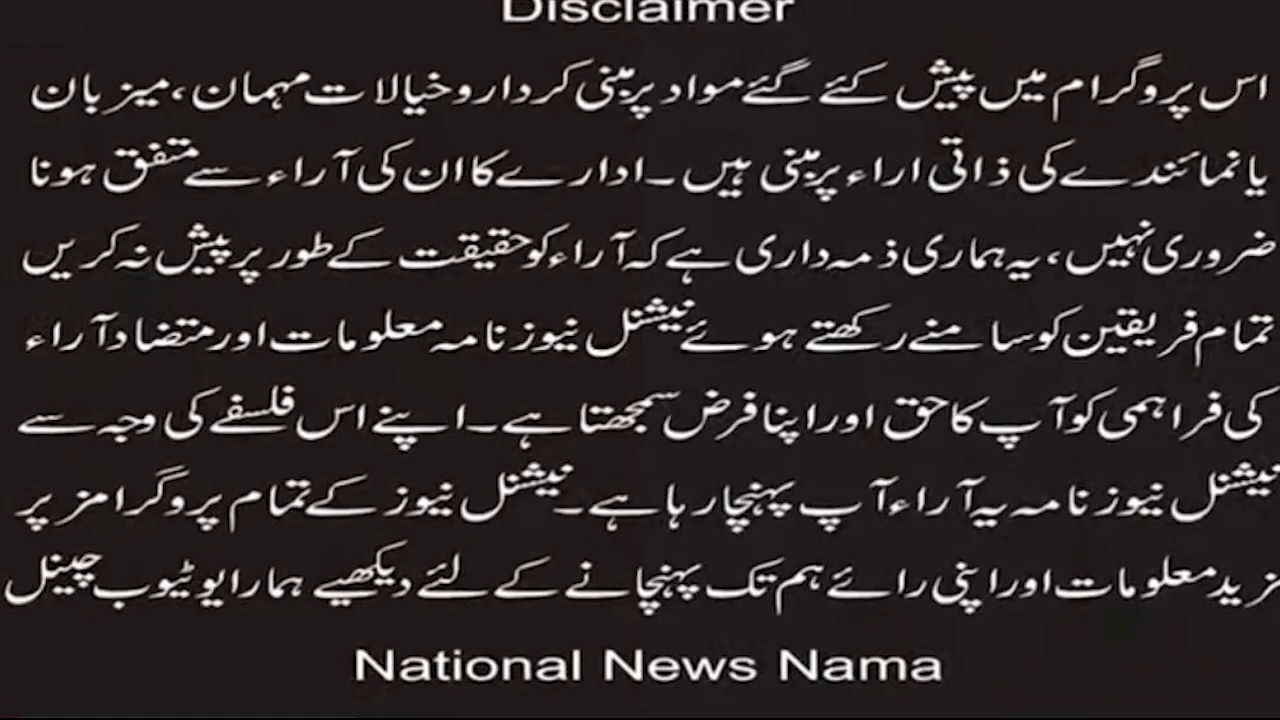 Disclaimer
اس پروگرام میں پیش کئے گئے مواد پر مبنی کردار و خیالات مہمان، میزبان
یا نمائندے کی ذاتی اراء پر مبنی ہیں۔ ادارے کا ان کی آراء سے متفق ہونا
ضروری نہیں، یہ ہماری ذمہ داری ہے کہ آراء کو حقیقت کے طور پر پیش نہ کریں
تمام فریقین کو سامنے رکھتے ہوئے نیشنل نیوز نامہ معلومات اور متضاد آراء
کی فراہمی کو آپ کا حق اور اپنا فرض سمجھتا ہے۔ اپنے اس فلسفے کی وجہ سے
نیشنل نیوز نامہ یہ آراء آپ پہنچا رہا ہے۔ نیشنل نیوز کے تمام پروگرامز پر
مزید معلومات اور اپنی رائے ہم تک پہنچانے کے لئے دیکھیے ہمارا یوٹیوب چینل
National News Nama